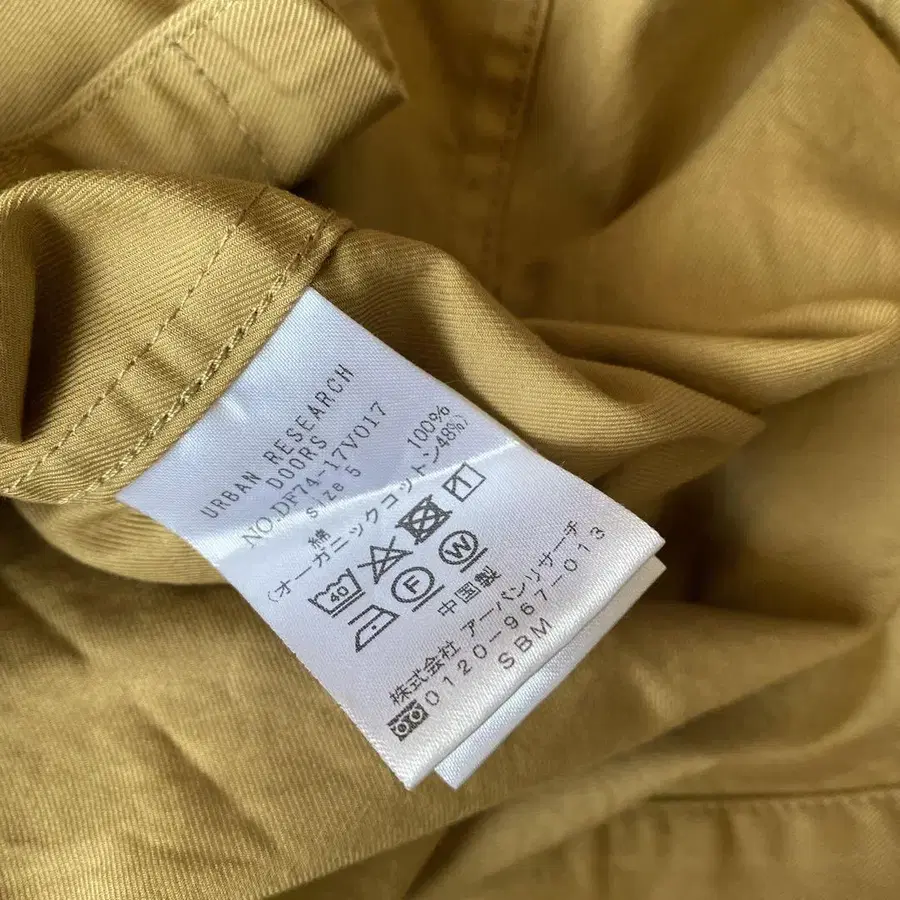 URBAN RESEARCH
DOORS
NO.DF74-17V017
size 5
綿 100%
(オーガニックコットン48%)
40
F W
中国製
株式会社 アーバンリサーチ
0120-967-013
SBM